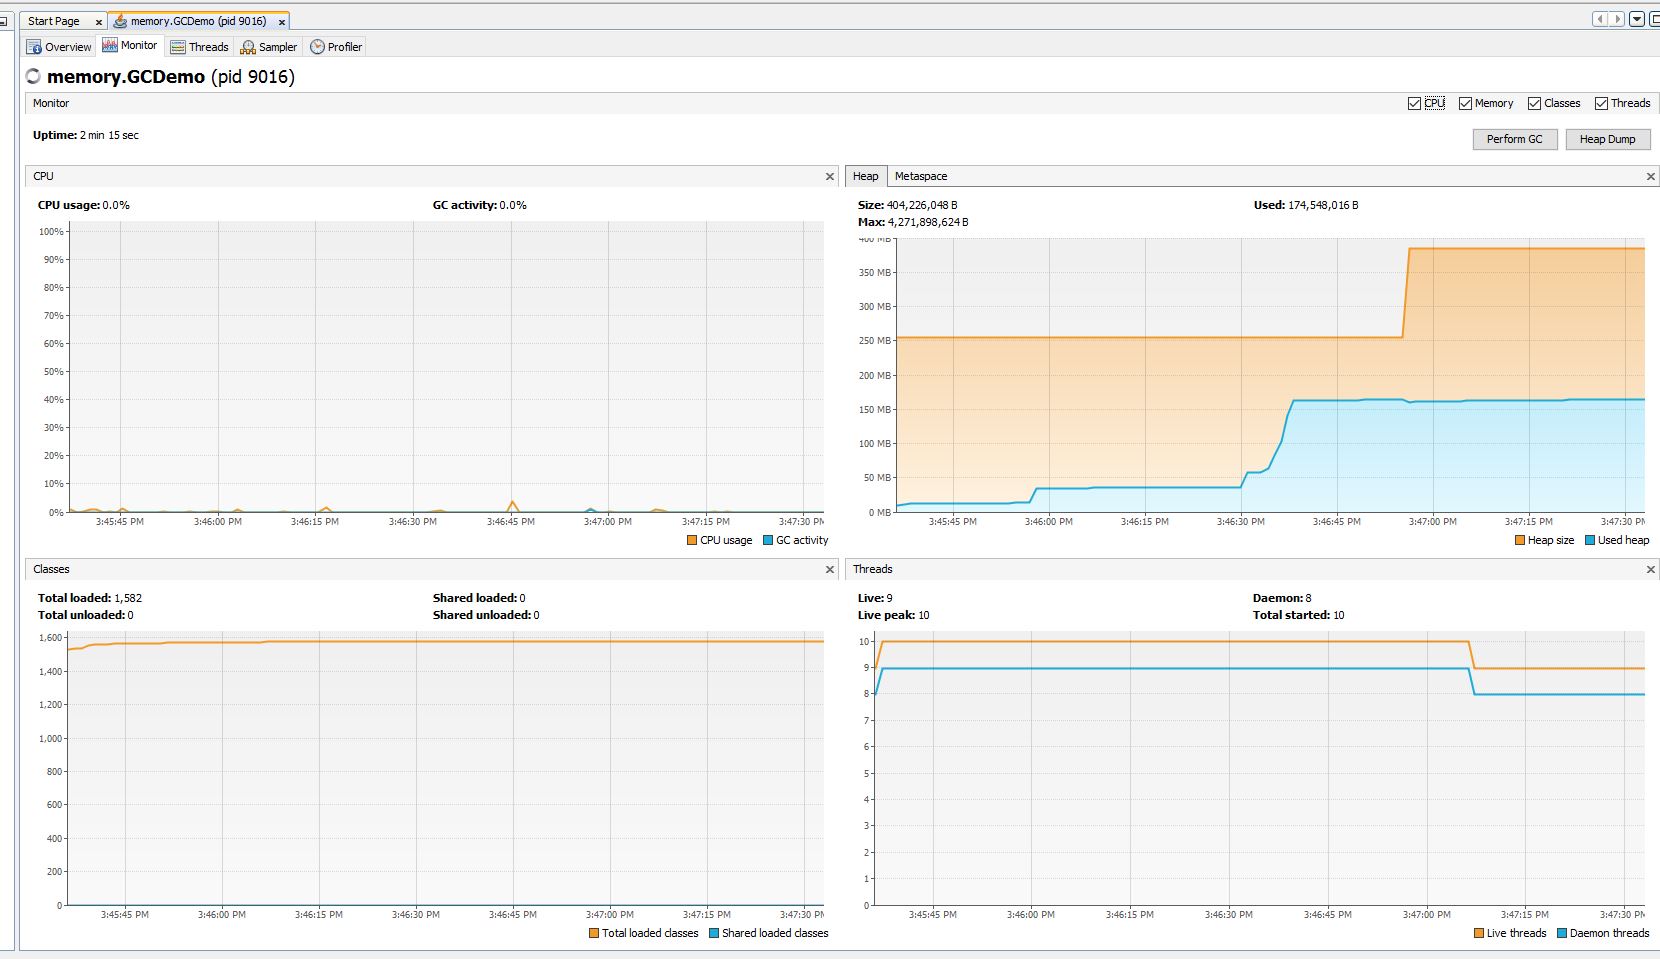 Start Page
memory.GCDemo (pid 9016)
Overview Monitor Threads Sampler Profiler
memory.GCDemo (pid 9016)
Monitor
CPU Memory Classes Threads
Uptime: 2 min 15 sec
Perform GC Heap Dump
CPU
CPU usage: 0.0% GC activity: 0.0%
100%
90%
80%
70%
60%
50%
40%
30%
20%
10%
0%
3:45:45 PM 3:46:00 PM 3:46:15 PM 3:46:30 PM 3:46:45 PM 3:47:00 PM 3:47:15 PM 3:47:30 PM
CPU usage GC activity
Heap Metaspace
Size: 404,226,048 B Used: 174,548,016 B
Max: 4,271,898,624 B
400 MB
350 MB
300 MB
250 MB
200 MB
150 MB
100 MB
50 MB
0 MB
3:45:45 PM 3:46:00 PM 3:46:15 PM 3:46:30 PM 3:46:45 PM 3:47:00 PM 3:47:15 PM 3:47:30 PM
Heap size Used heap
Classes
Total loaded: 1,582 Shared loaded: 0
Total unloaded: 0 Shared unloaded: 0
1,600
1,400
1,200
1,000
800
600
400
200
0
3:45:45 PM 3:46:00 PM 3:46:15 PM 3:46:30 PM 3:46:45 PM 3:47:00 PM 3:47:15 PM 3:47:30 PM
Total loaded classes Shared loaded classes
Threads
Live: 9 Daemon: 8
Live peak: 10 Total started: 10
10
9
8
7
6
5
4
3
2
1
0
3:45:45 PM 3:46:00 PM 3:46:15 PM 3:46:30 PM 3:46:45 PM 3:47:00 PM 3:47:15 PM 3:47:30 PM
Live threads Daemon threads